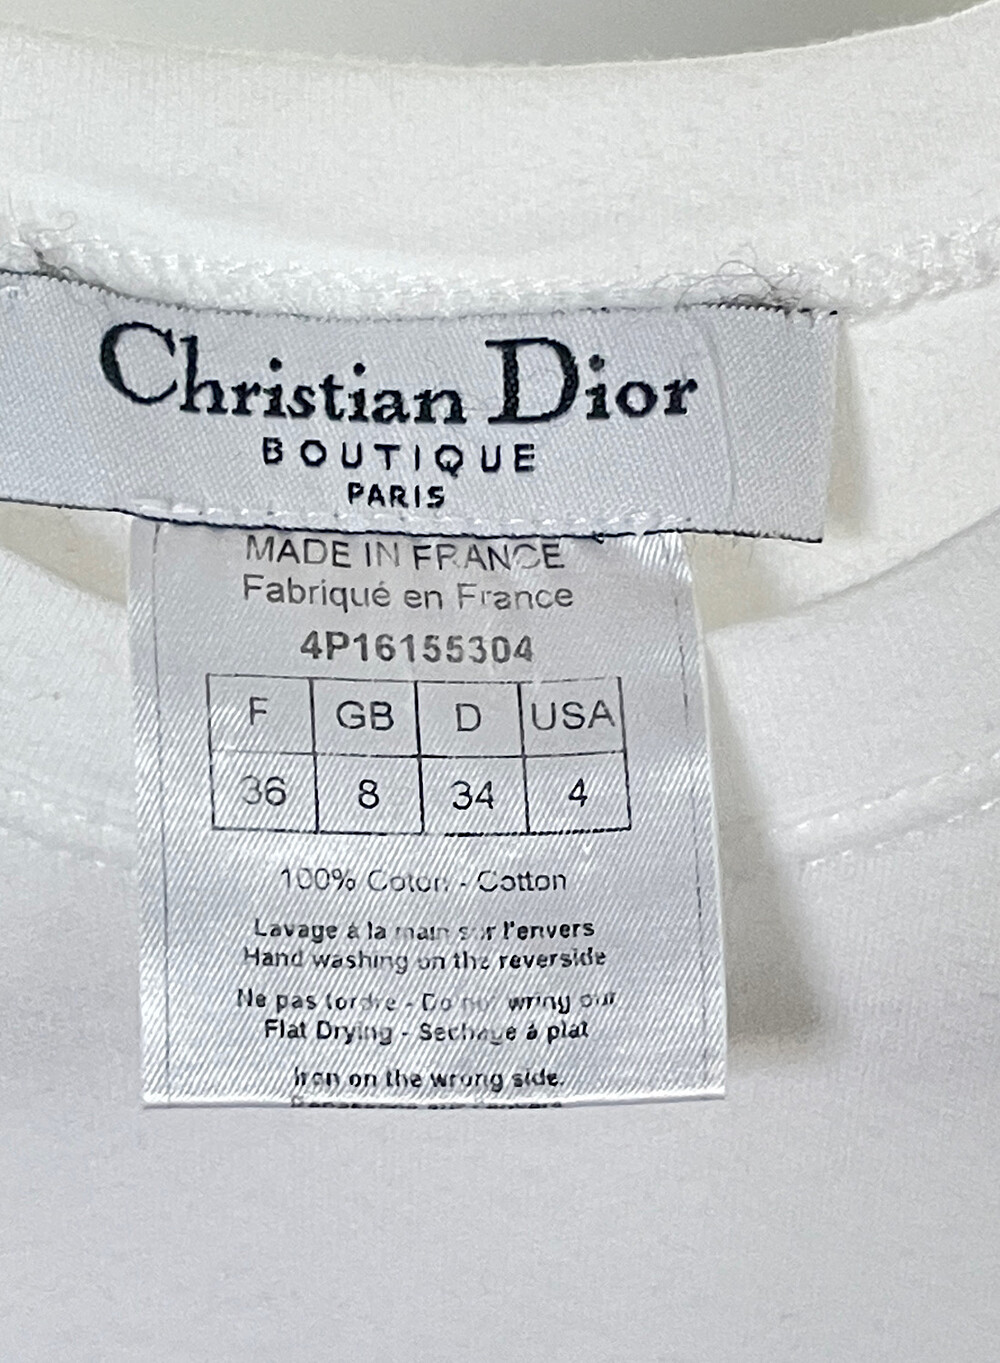 Christian Dior
BOUTIQUE
PARIS
MADE IN FRANCE
Fabriqué en France
4P16155304
F GB D USA
36 8 34 4
100% Coton - Cotton
Lavage à la main sur l'envers
Hand washing on the reverside
Ne pas tordre - Do not wring out
Flat Drying - Sechage à plat
Iron on the wrong side.